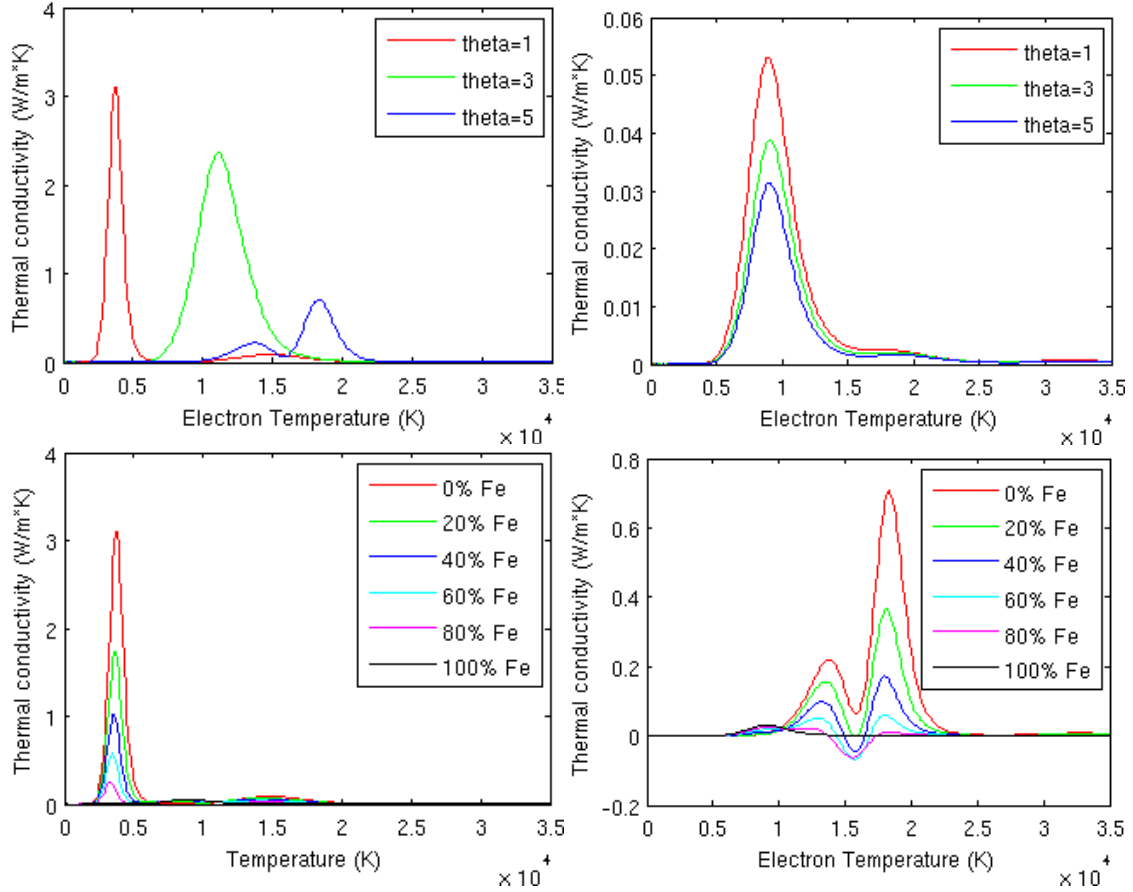 4
3
2
1
0
Thermal conductivity (W/m*K)
theta=1
theta=3
theta=5
0 0.5 1 1.5 2 2.5 3 3.5
Electron Temperature (K)
× 10 4
0.06
0.05
0.04
0.03
0.02
0.01
0
Thermal conductivity (W/m*K)
theta=1
theta=3
theta=5
0 0.5 1 1.5 2 2.5 3 3.5
Electron Temperature (K)
× 10 4
4
3
2
1
0
Thermal conductivity (W/m*K)
0% Fe
20% Fe
40% Fe
60% Fe
80% Fe
100% Fe
0 0.5 1 1.5 2 2.5 3 3.5
Temperature (K)
× 10 4
0.8
0.6
0.4
0.2
0
-0.2
Thermal conductivity (W/m*K)
0% Fe
20% Fe
40% Fe
60% Fe
80% Fe
100% Fe
0 0.5 1 1.5 2 2.5 3 3.5
Electron Temperature (K)
× 10 4